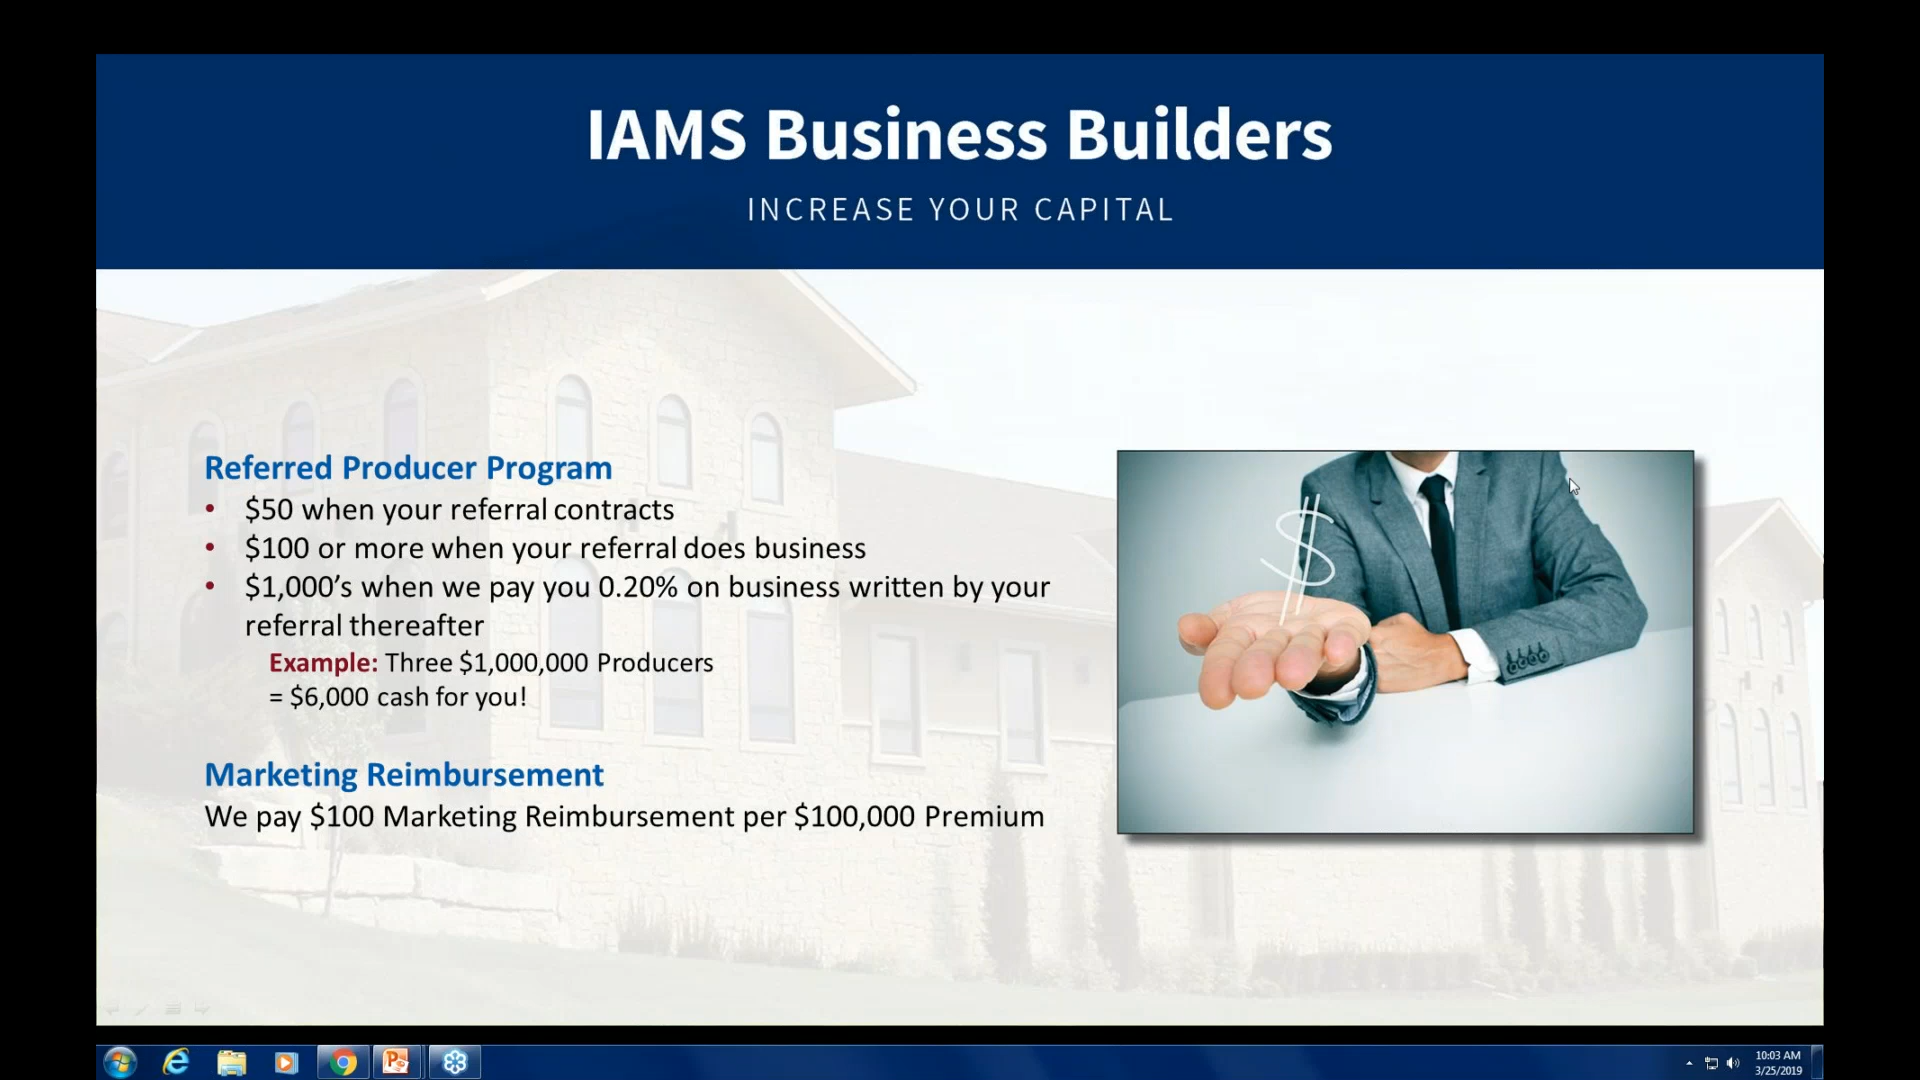 IAMS Business Builders
INCREASE YOUR CAPITAL
Referred Producer Program
• $50 when your referral contracts
• $100 or more when your referral does business
• $1,000’s when we pay you 0.20% on business written by your
referral thereafter
Example: Three $1,000,000 Producers
= $6,000 cash for you!
Marketing Reimbursement
We pay $100 Marketing Reimbursement per $100,000 Premium
$
10:03 AM
3/25/2019